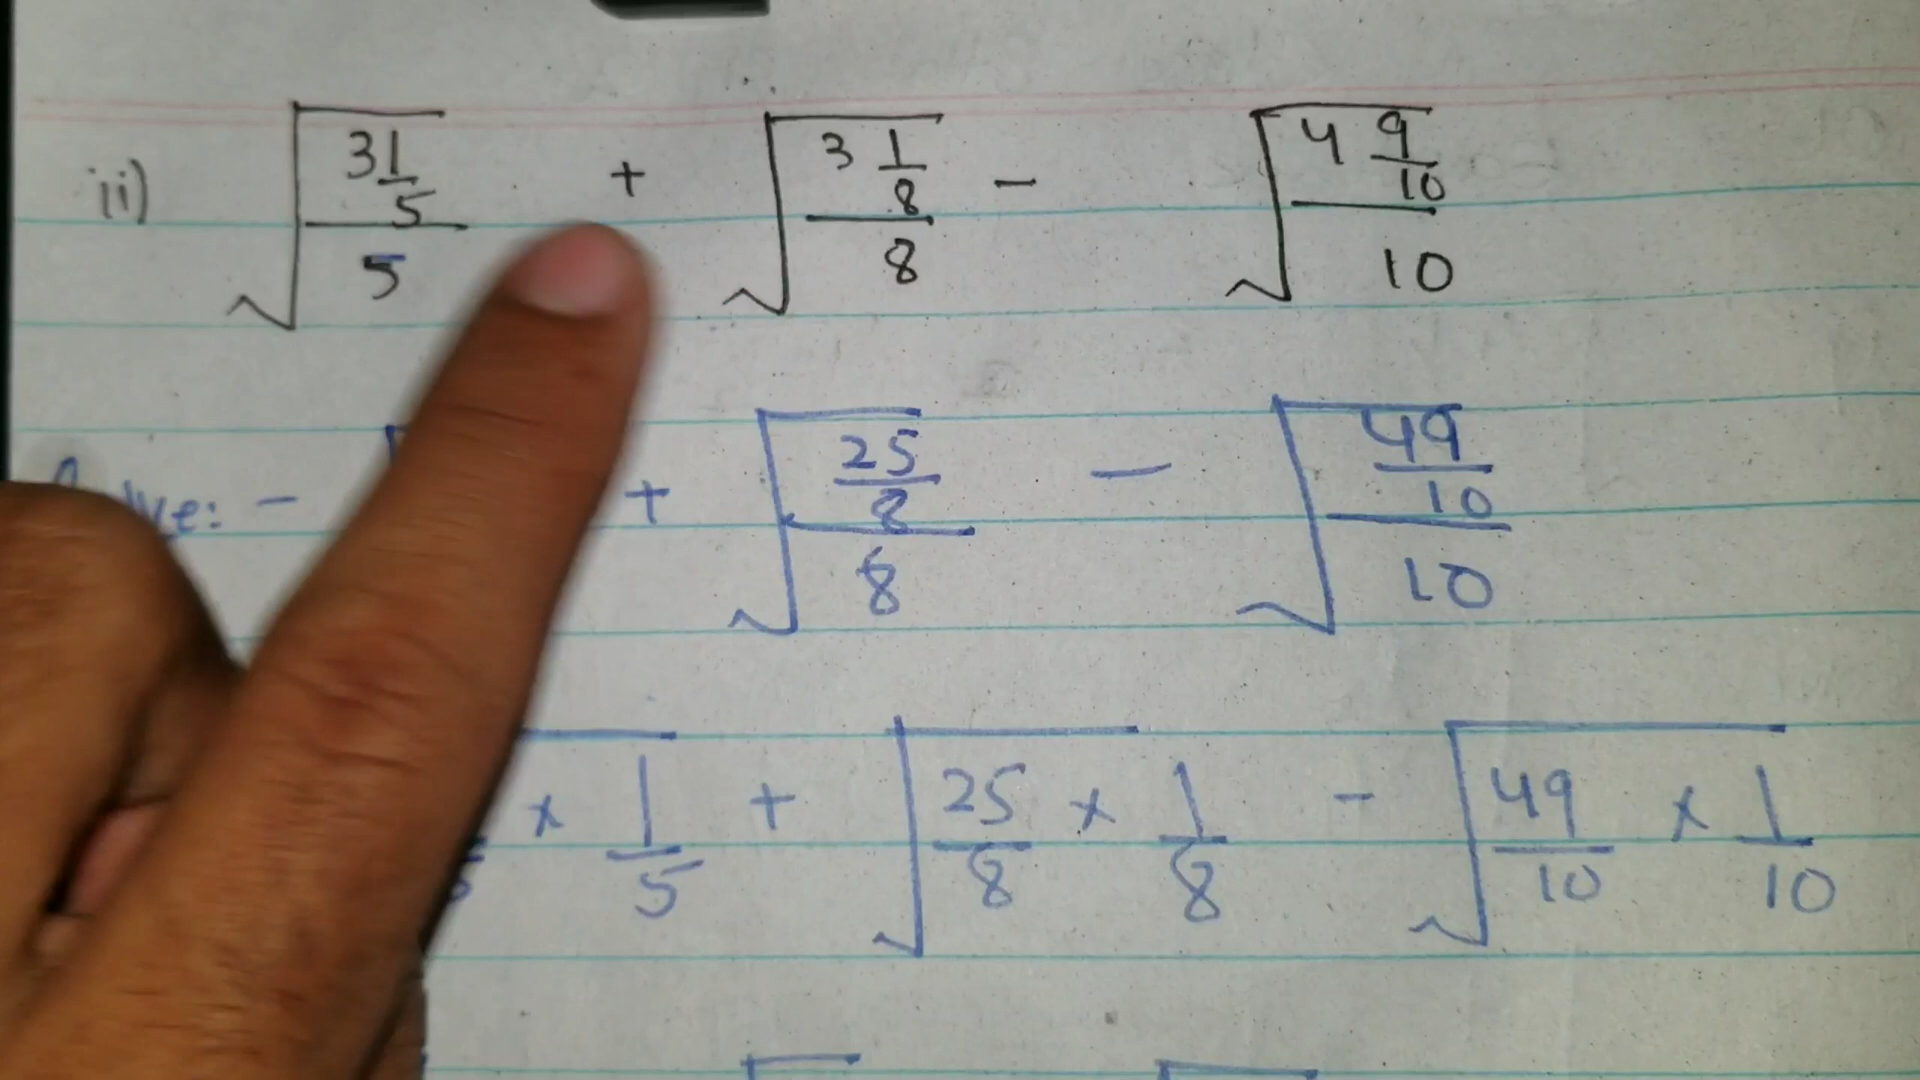 ii) √((3 1/5)/5) + √((3 1/8)/8) − √((4 9/10)/10)
+ √((25/8)/8) − √((49/10)/10)
× 1/5 + √(25/8 × 1/8) − √(49/10 × 1/10)